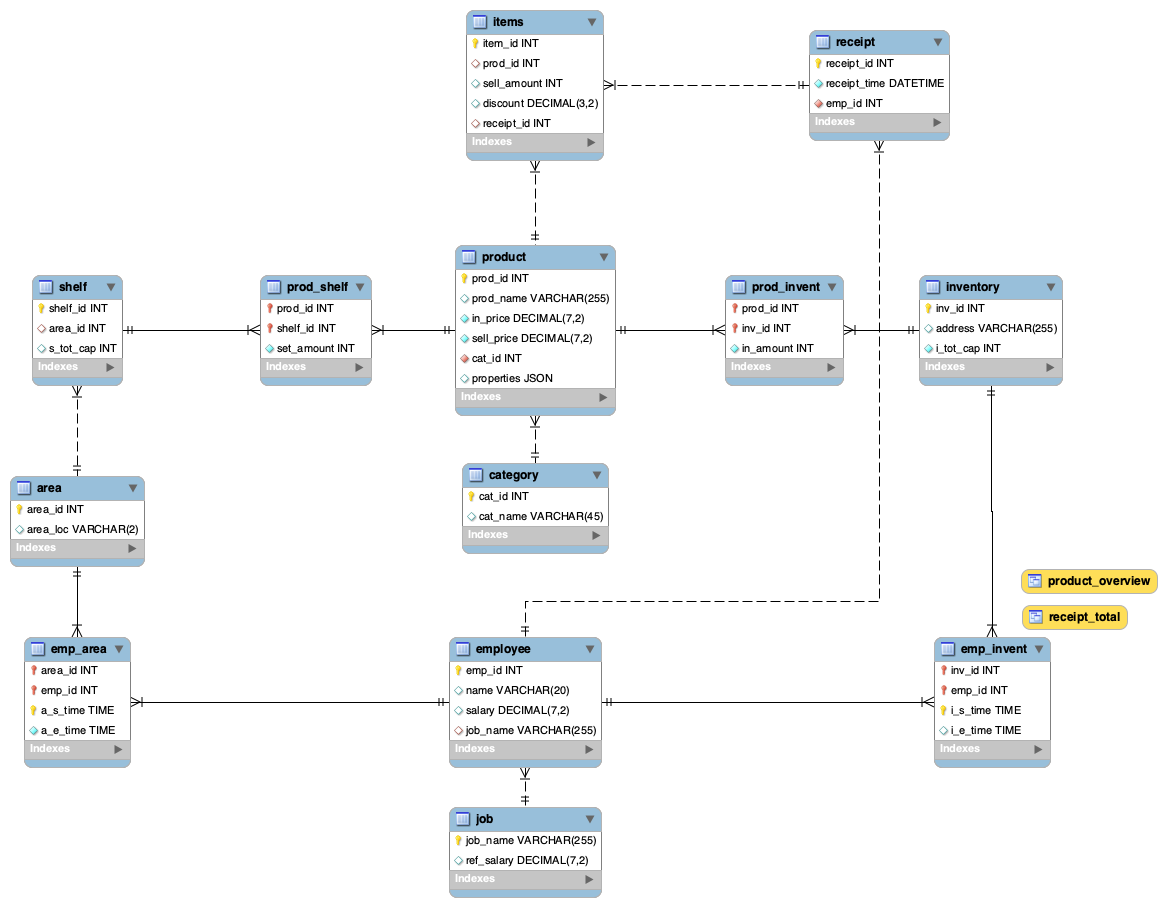 items
item_id INT
prod_id INT
sell_amount INT
discount DECIMAL(3,2)
receipt_id INT
Indexes
receipt
receipt_id INT
receipt_time DATETIME
emp_id INT
Indexes
shelf
shelf_id INT
area_id INT
s_tot_cap INT
Indexes
prod_shelf
prod_id INT
shelf_id INT
set_amount INT
Indexes
product
prod_id INT
prod_name VARCHAR(255)
in_price DECIMAL(7,2)
sell_price DECIMAL(7,2)
cat_id INT
properties JSON
Indexes
prod_invent
prod_id INT
inv_id INT
in_amount INT
Indexes
inventory
inv_id INT
address VARCHAR(255)
i_tot_cap INT
Indexes
area
area_id INT
area_loc VARCHAR(2)
Indexes
category
cat_id INT
cat_name VARCHAR(45)
Indexes
product_overview
receipt_total
emp_area
area_id INT
emp_id INT
a_s_time TIME
a_e_time TIME
Indexes
employee
emp_id INT
name VARCHAR(20)
salary DECIMAL(7,2)
job_name VARCHAR(255)
Indexes
emp_invent
inv_id INT
emp_id INT
i_s_time TIME
i_e_time TIME
Indexes
job
job_name VARCHAR(255)
ref_salary DECIMAL(7,2)
Indexes